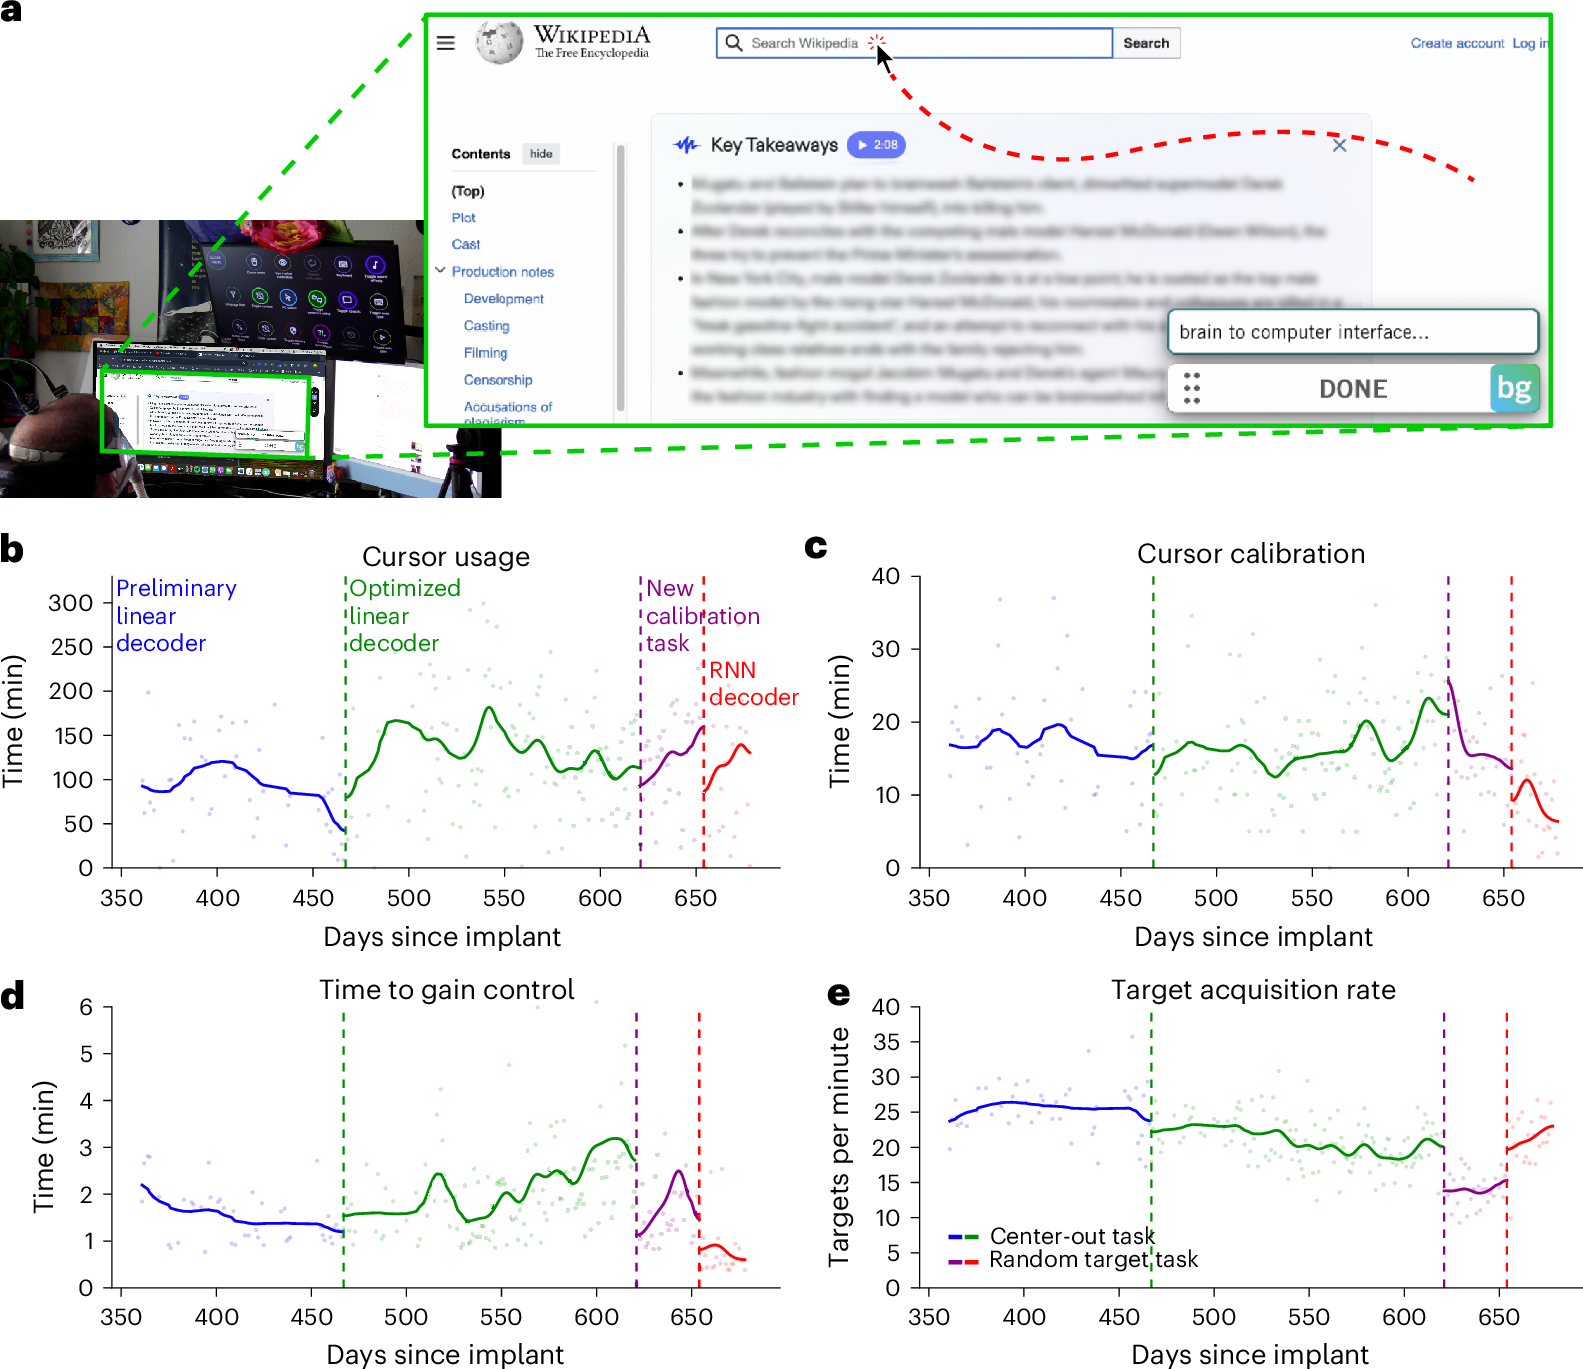 a
WIKIPEDIA
The Free Encyclopedia
Search Wikipedia
Search
Create account Log in
Contents hide
Key Takeaways 2:08
(Top)
Plot
Cast
Production notes
Development
Casting
Filming
Censorship
Accusations of
plagiarism
brain to computer interface...
DONE bg
b
Cursor usage
Preliminary
linear
decoder
Optimized
linear
decoder
New
calibration
task
RNN
decoder
Time (min)
300
250
200
150
100
50
0
350 400 450 500 550 600 650
Days since implant
c
Cursor calibration
Time (min)
40
30
20
10
0
350 400 450 500 550 600 650
Days since implant
d
Time to gain control
Time (min)
6
5
4
3
2
1
0
350 400 450 500 550 600 650
Days since implant
e
Target acquisition rate
Targets per minute
40
35
30
25
20
15
10
5
0
Center-out task
Random target task
350 400 450 500 550 600 650
Days since implant